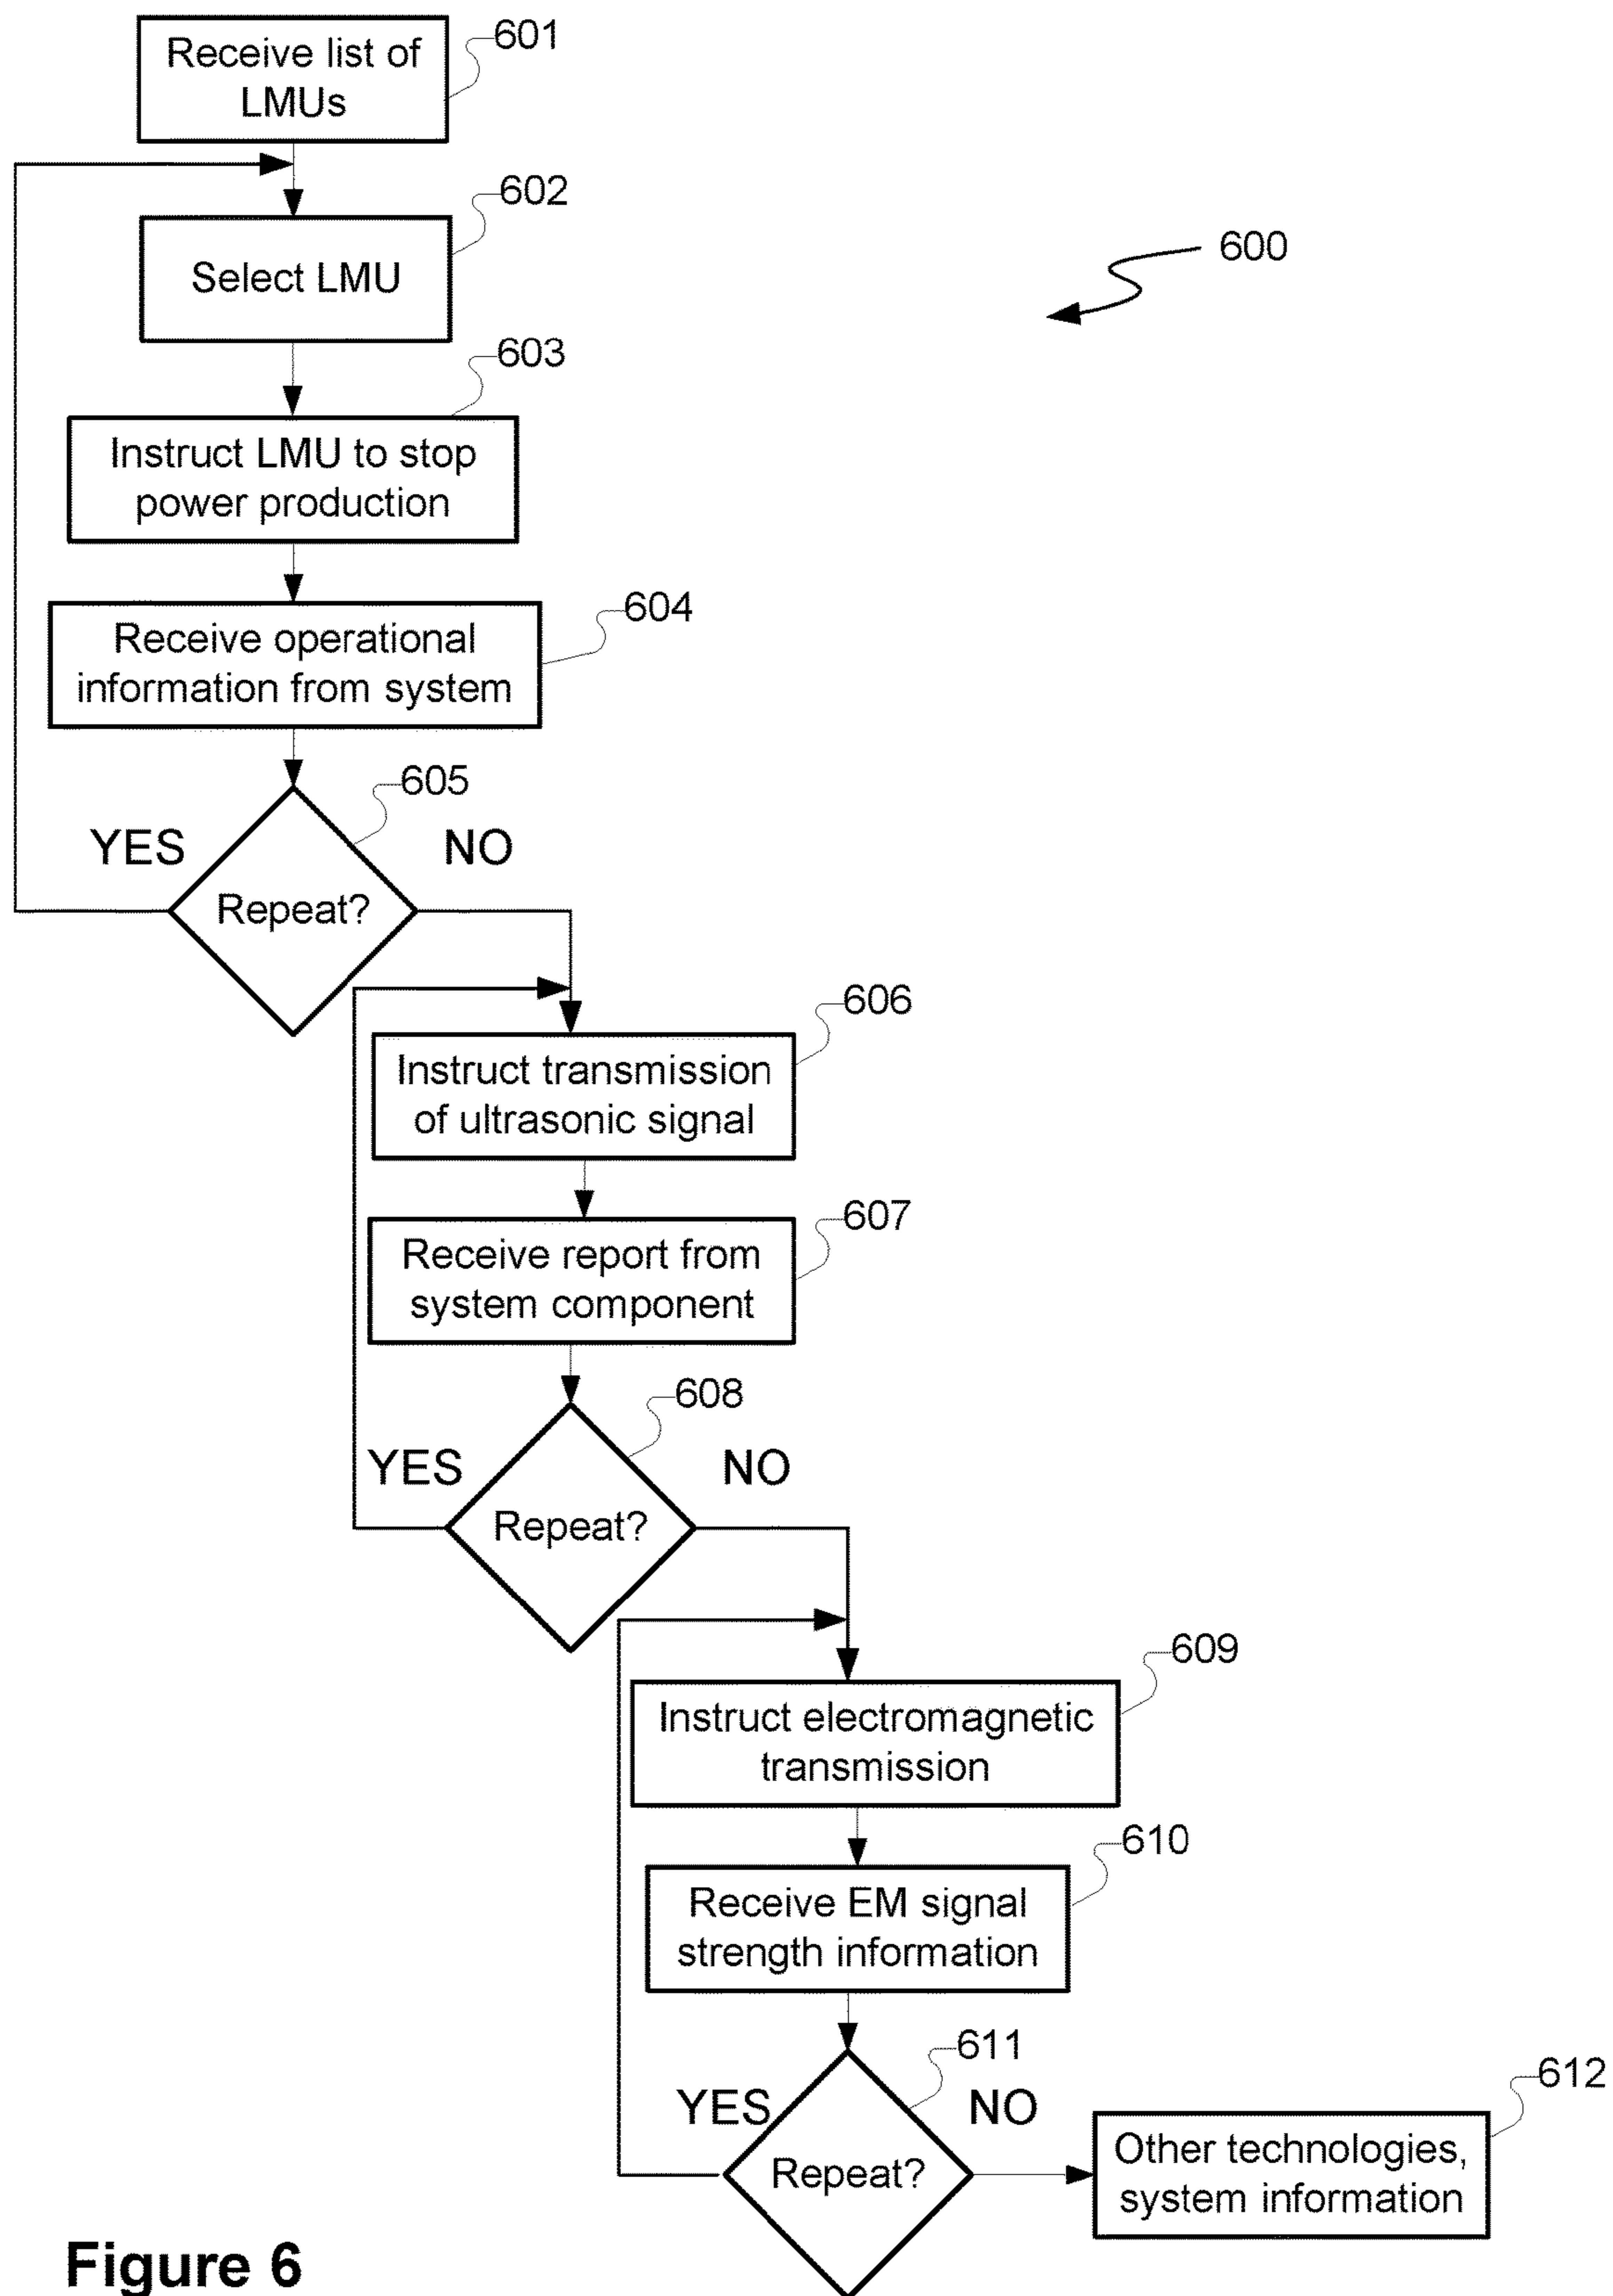 Receive list of
LMUs
601
Select LMU
602
600
Instruct LMU to stop
power production
603
Receive operational
information from system
604
605
YES
NO
Repeat?
Instruct transmission
of ultrasonic signal
606
Receive report from
system component
607
608
YES
NO
Repeat?
Instruct electromagnetic
transmission
609
Receive EM signal
strength information
610
611
YES
NO
Repeat?
Other technologies,
system information
612
Figure 6